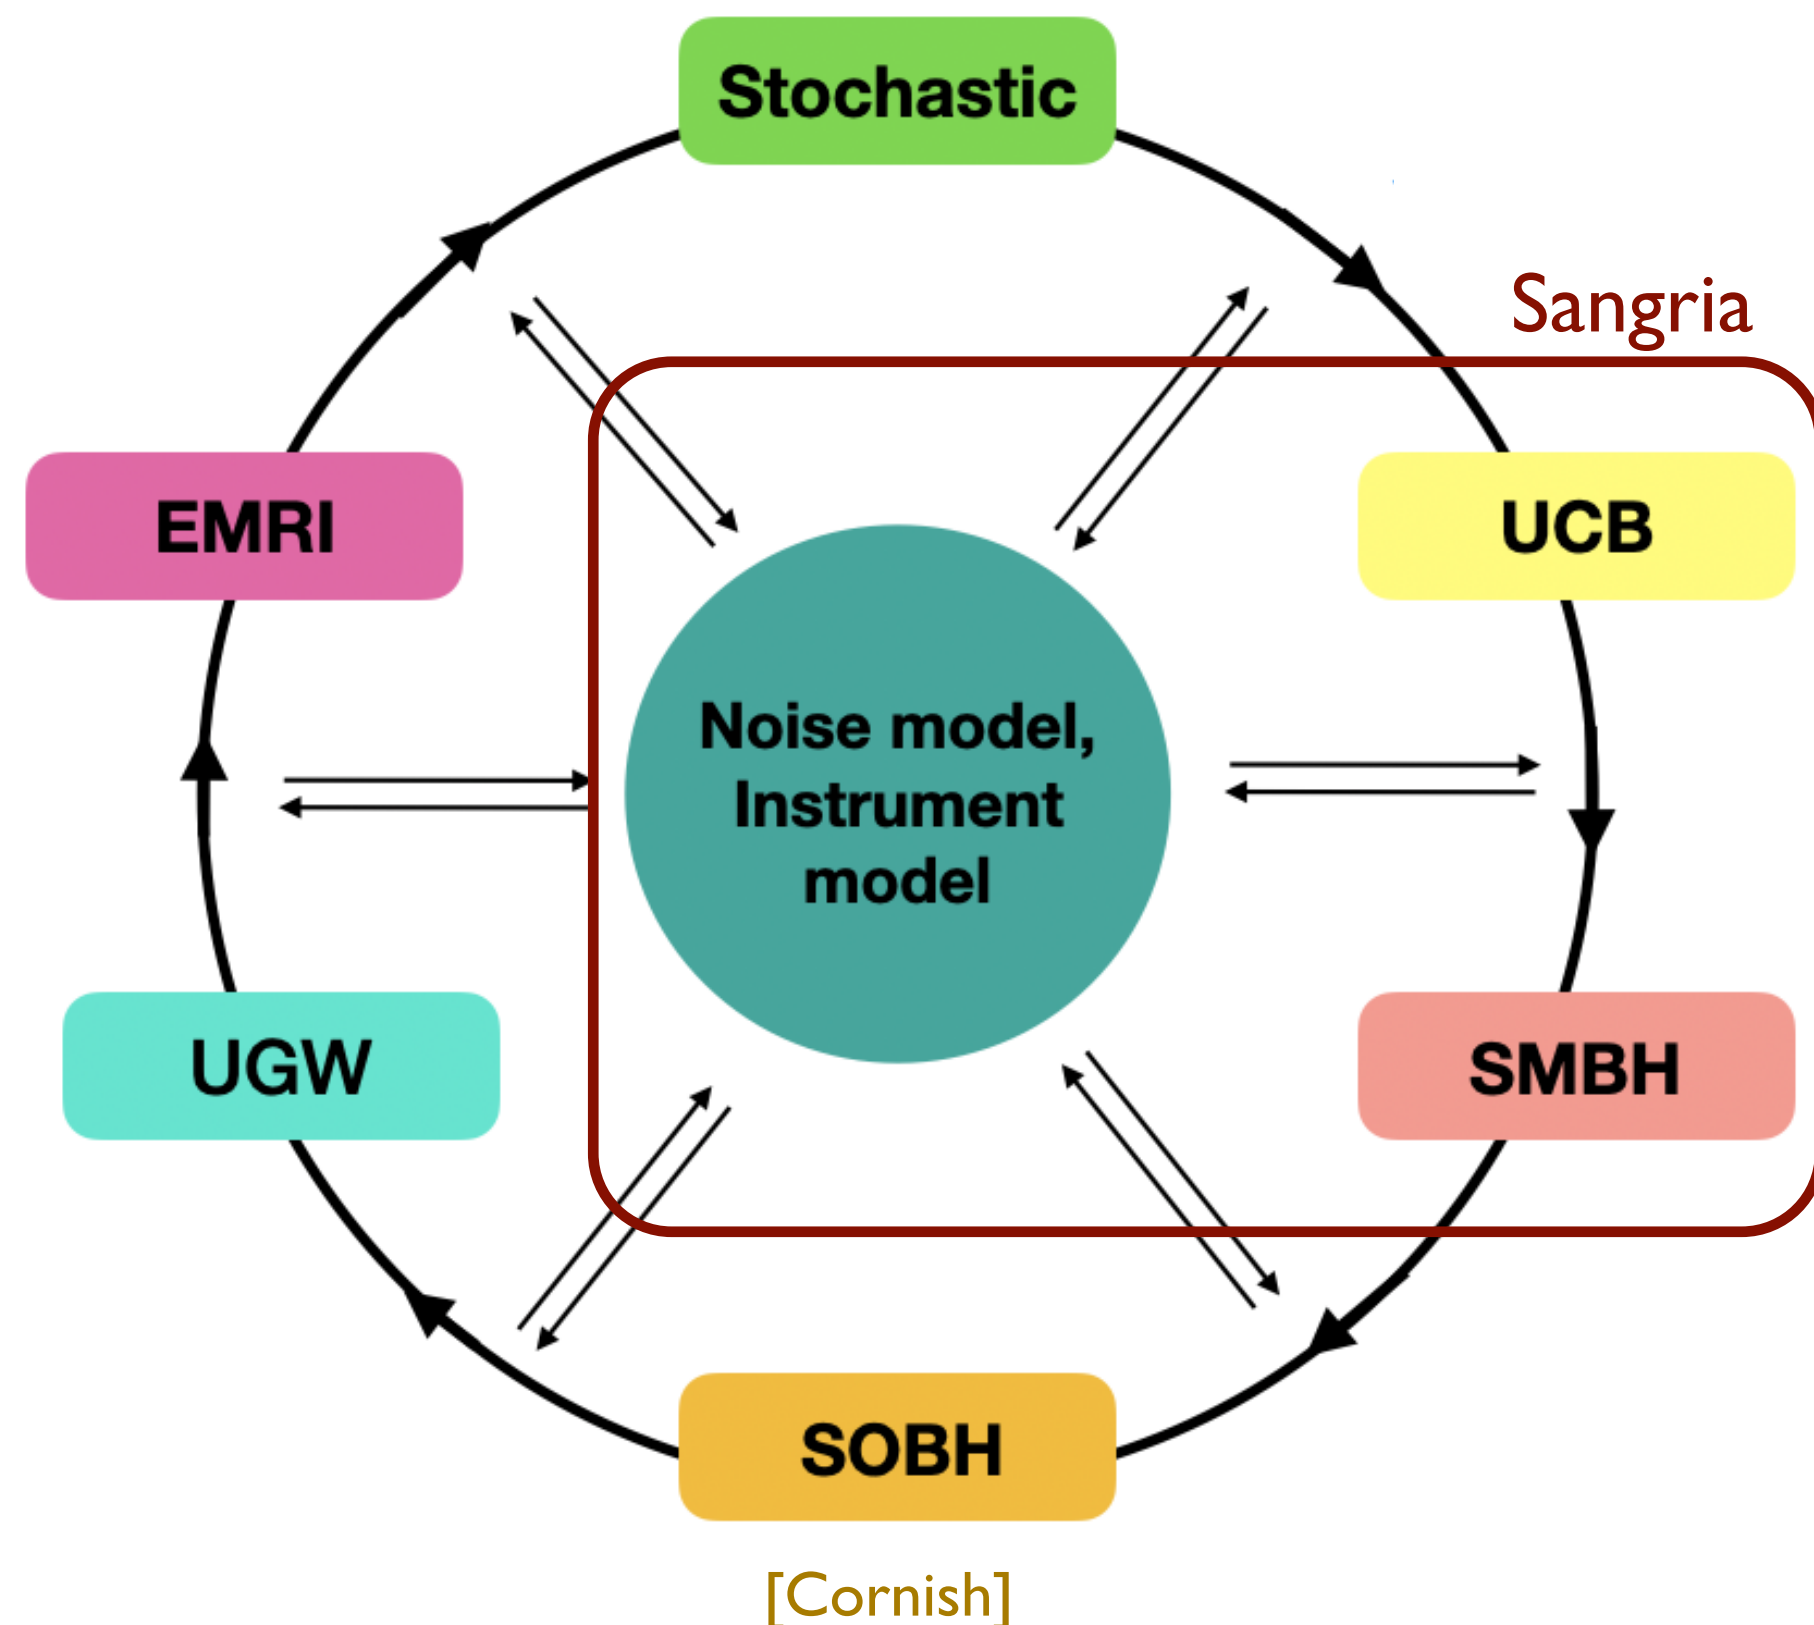 Stochastic
Sangria
EMRI
UCB
Noise model,
Instrument
model
UGW
SMBH
SOBH
[Cornish]